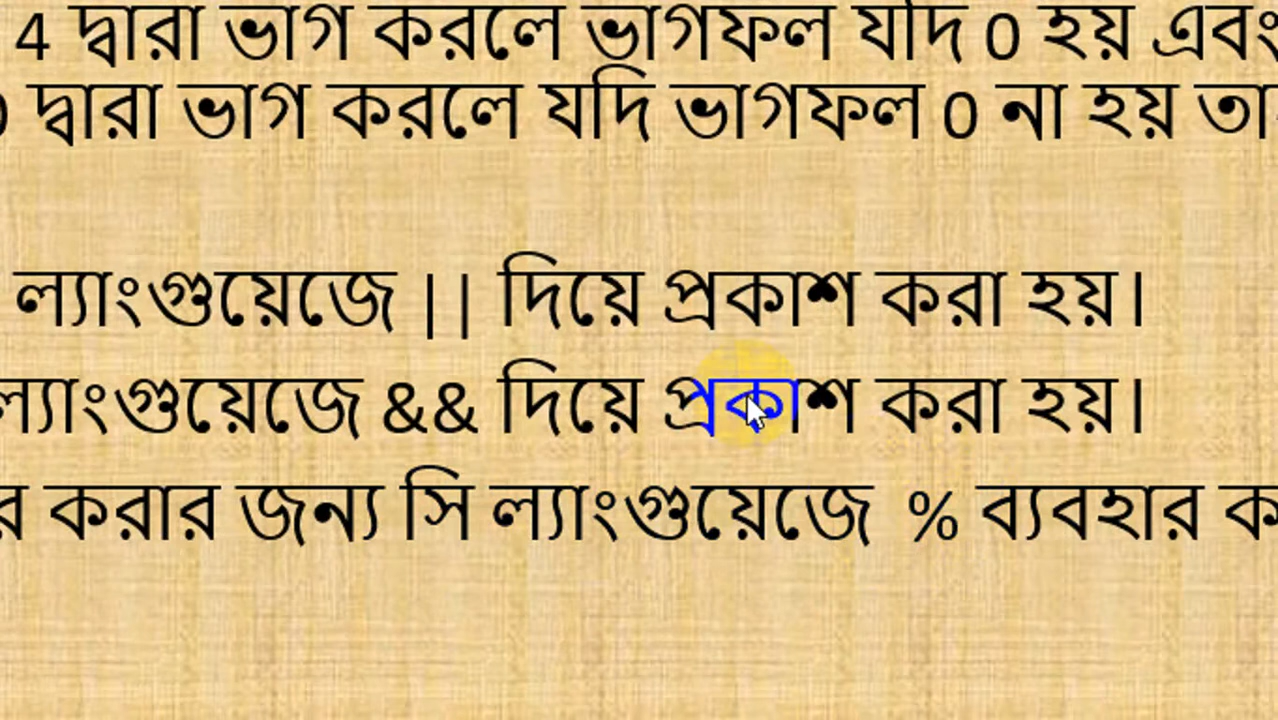 4 দ্বারা ভাগ করলে ভাগফল যদি 0 হয় এবং
দ্বারা ভাগ করলে যদি ভাগফল 0 না হয়
ল্যাংগুয়েজে || দিয়ে প্রকাশ করা হয়।
ল্যাংগুয়েজে && দিয়ে প্রকাশ করা হয়।
করার জন্য সি ল্যাংগুয়েজে % ব্যবহার